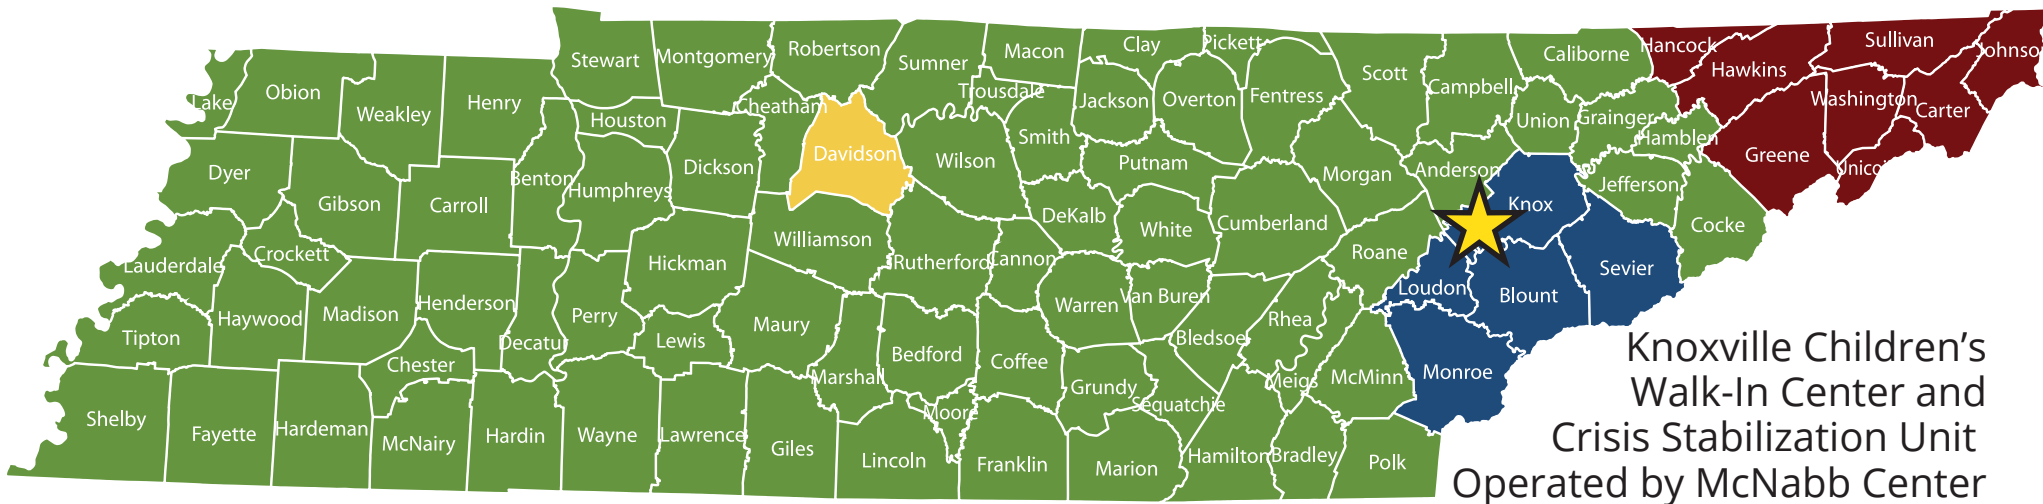 Stewart
Montgomery
Robertson
Sumner
Macon
Clay
Pickett
Scott
Campbell
Caliborne
Hancock
Hawkins
Sullivan
Johnso
Lake
Obion
Weakley
Henry
Houston
Cheatham
Trousdale
Jackson
Overton
Fentress
Union
Grainger
Hamblen
Washington
Carter
Greene
Unicoi
Dyer
Gibson
Carroll
Benton
Humphreys
Dickson
Davidson
Wilson
Smith
Putnam
Morgan
Anderson
Knox
Jefferson
Cocke
Lauderdale
Crockett
Williamson
DeKalb
White
Cumberland
Roane
Loudon
Blount
Sevier
Tipton
Haywood
Madison
Henderson
Decatur
Perry
Hickman
Lewis
Maury
Rutherford
Cannon
Warren
Van Buren
Bledsoe
Rhea
Chester
Marshall
Bedford
Coffee
Grundy
Sequatchie
Meigs
McMinn
Monroe
Shelby
Fayette
Hardeman
McNairy
Hardin
Wayne
Lawrence
Giles
Lincoln
Moore
Franklin
Marion
Hamilton
Bradley
Polk
Knoxville Children’s
Walk-In Center and
Crisis Stabilization Unit
Operated by McNabb Center